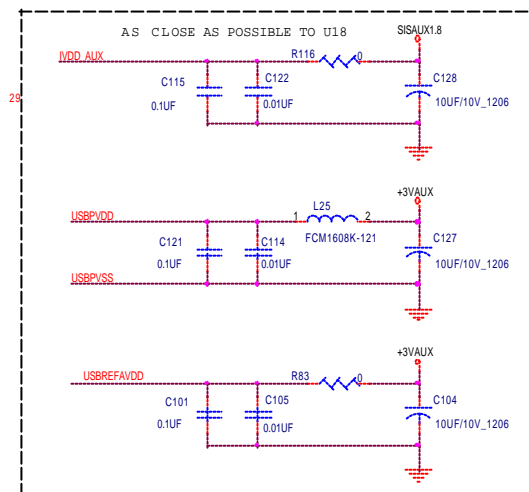 AS CLOSE AS POSSIBLE TO U18
SISAUX1.8
IVDD_AUX
R116
0
C115
C122
C128
0.1UF
0.01UF
10UF/10V_1206
29
+3VAUX
L25
USBPVDD
1
2
FCM1608K-121
C121
C114
C127
0.1UF
0.01UF
10UF/10V_1206
USBPVSS
+3VAUX
USBREFAVDD
R83
0
C101
C105
C104
0.1UF
0.01UF
10UF/10V_1206